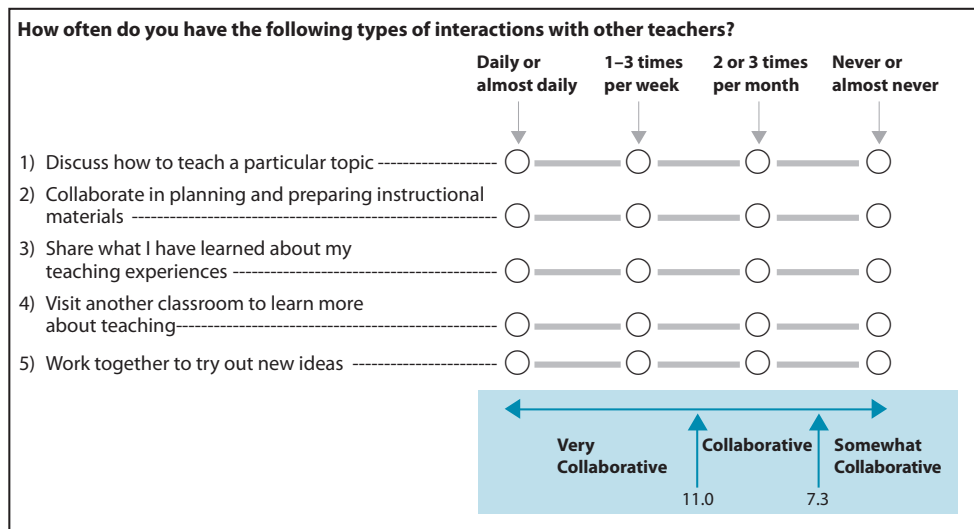 How often do you have the following types of interactions with other teachers?
Daily or almost daily
1–3 times per week
2 or 3 times per month
Never or almost never
1) Discuss how to teach a particular topic
2) Collaborate in planning and preparing instructional
materials
3) Share what I have learned about my
teaching experiences
4) Visit another classroom to learn more
about teaching
5) Work together to try out new ideas
Very Collaborative
Collaborative
Somewhat Collaborative
11.0
7.3